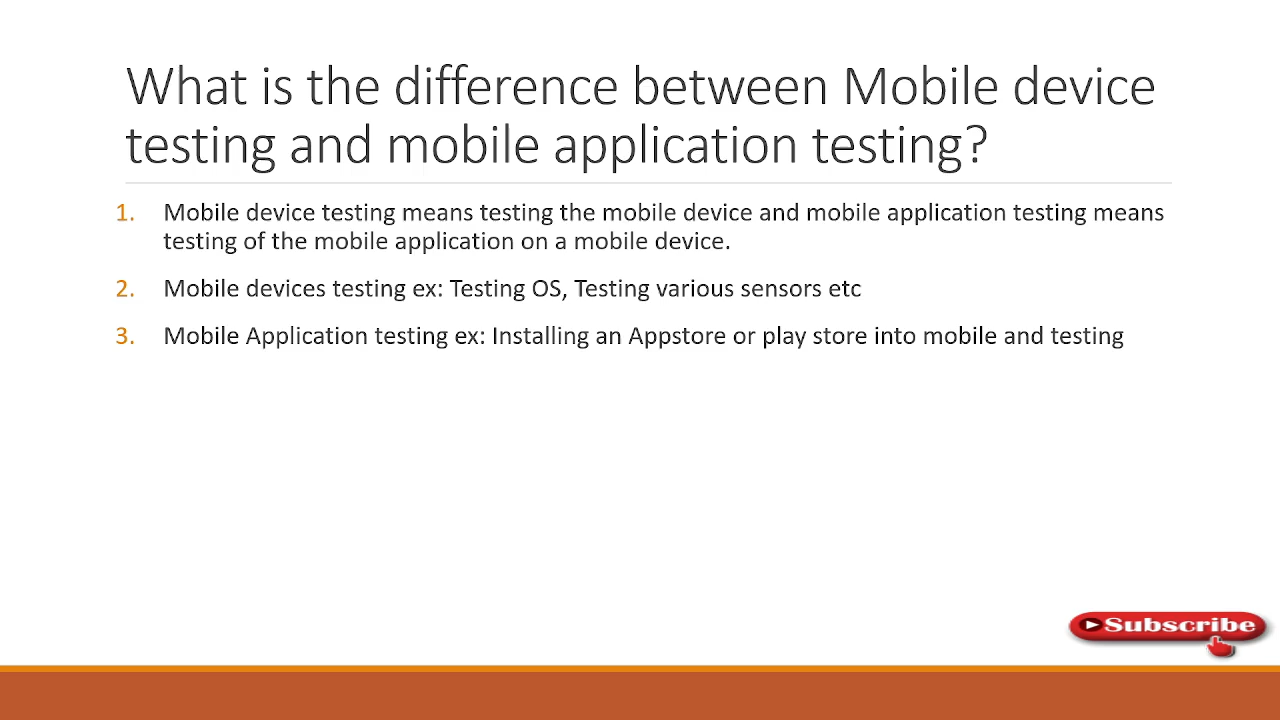 What is the difference between Mobile device
testing and mobile application testing?
1. Mobile device testing means testing the mobile device and mobile application testing means
testing of the mobile application on a mobile device.
2. Mobile devices testing ex: Testing OS, Testing various sensors etc
3. Mobile Application testing ex: Installing an Appstore or play store into mobile and testing
Subscribe